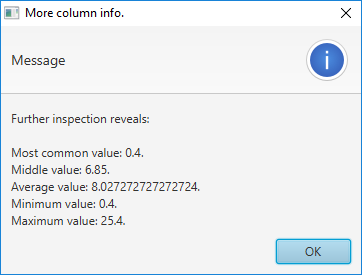 More column info.
Message
i
Further inspection reveals:
Most common value: 0.4.
Middle value: 6.85.
Average value: 8.027272727272724.
Minimum value: 0.4.
Maximum value: 25.4.
OK